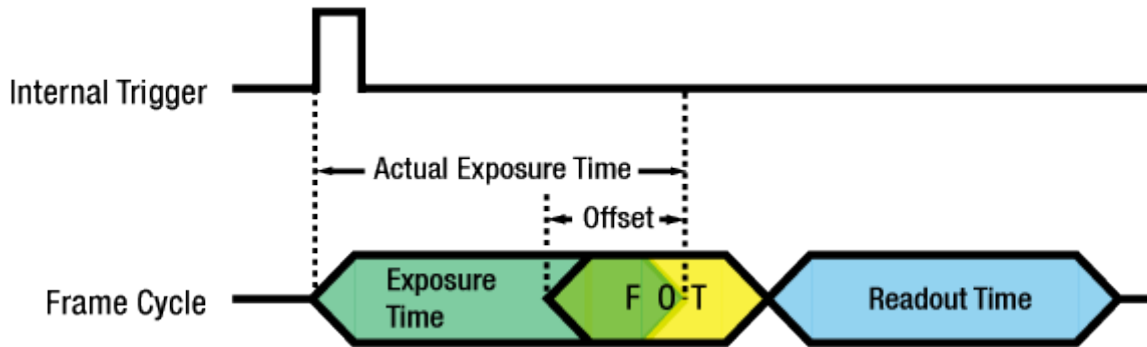 Internal Trigger
Actual Exposure Time
Offset
Frame Cycle
Exposure
Time
F O T
Readout Time